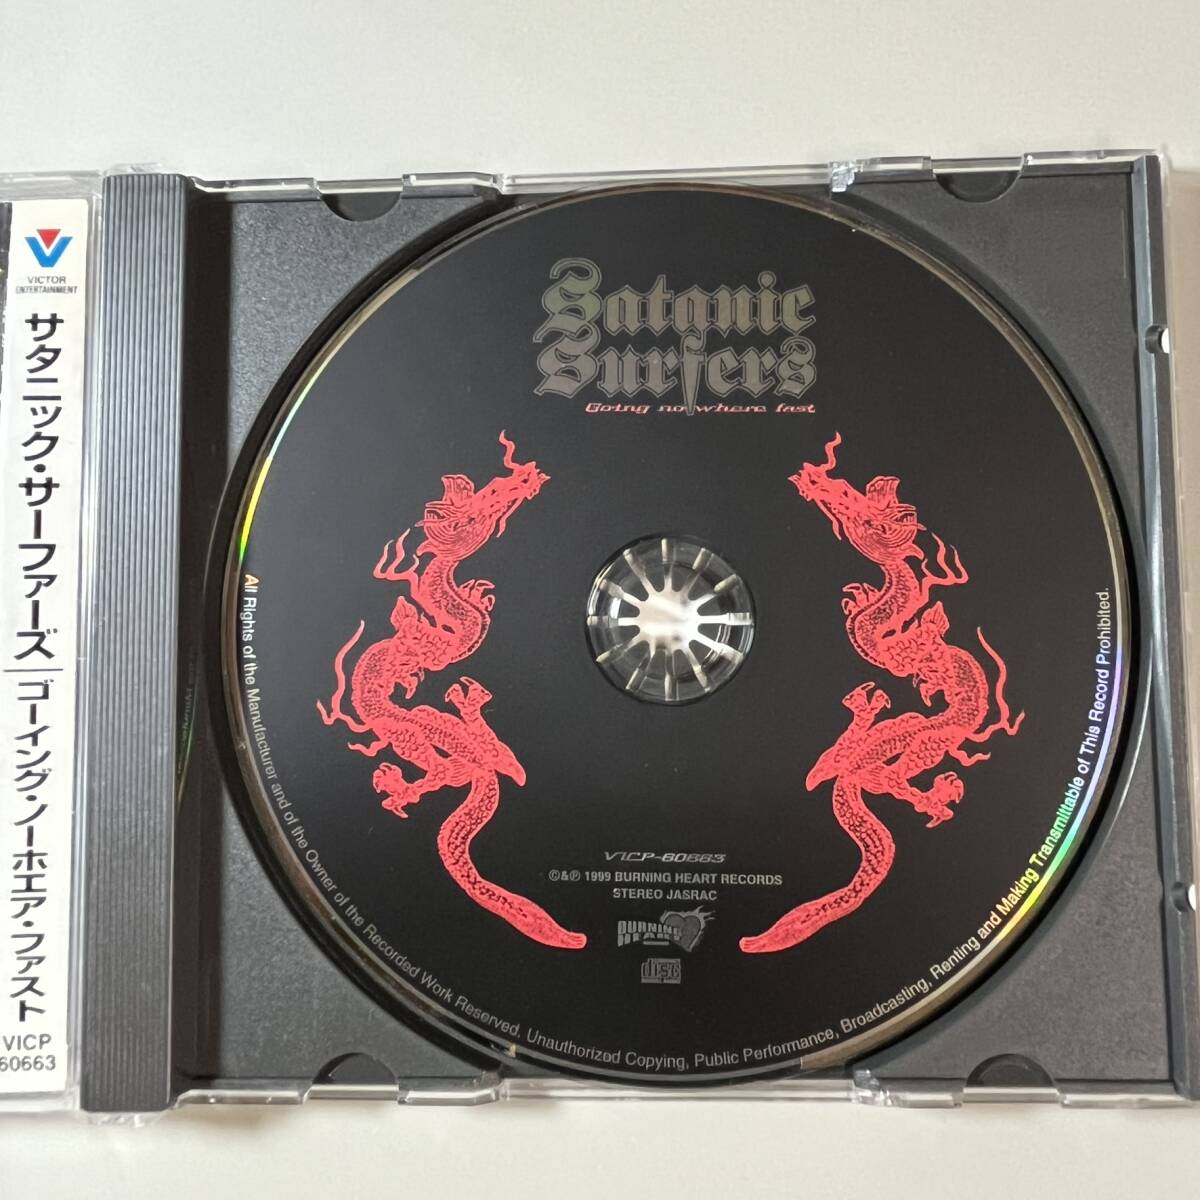 VICTOR
ENTERTAINMENT
サタニック・サーファーズ│ゴーイング・ノーホエア・ファスト
VICP
60663
Satanic
Surfers
Going nowhere fast
VICP-60663
©&℗ 1999 BURNING HEART RECORDS
STEREO JASRAC
BURNING
HEART
disc
All Rights of the Manufacturer and of the Owner of the Recorded Work Reserved. Unauthorized Copying, Public Performance, Broadcasting, Renting and Making Transmittable of This Record Prohibited.